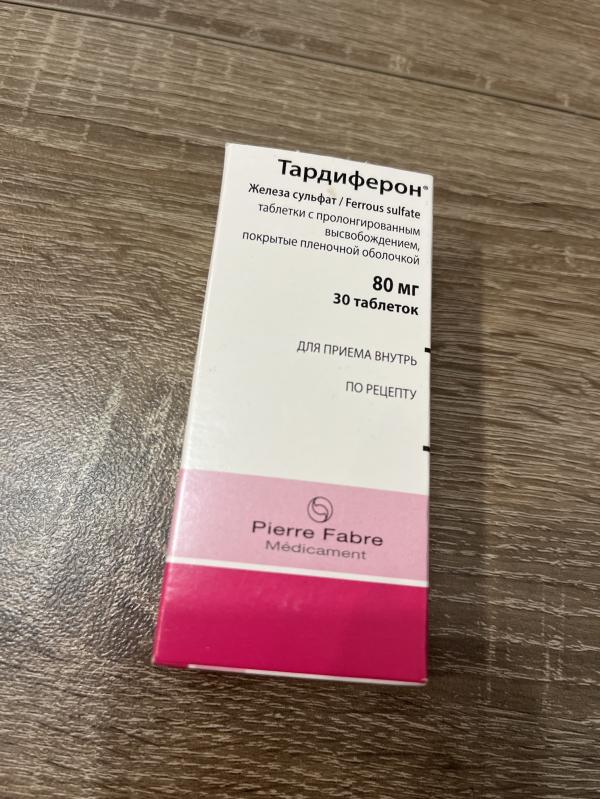 Тардиферон®
Железа сульфат / Ferrous sulfate
таблетки с пролонгированным
высвобождением,
покрытые пленочной оболочкой
80 мг
30 таблеток
ДЛЯ ПРИЕМА ВНУТРЬ
ПО РЕЦЕПТУ
Pierre Fabre
Médicament